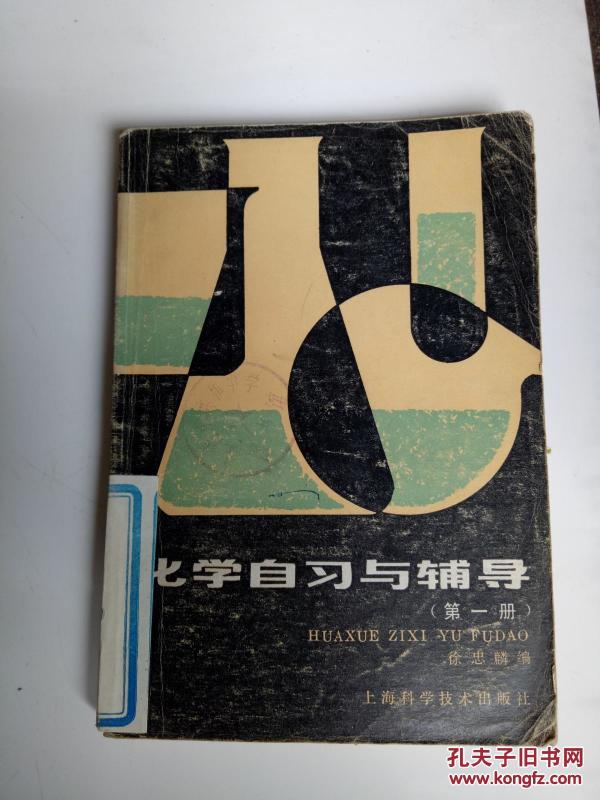 化学自习与辅导
（第一册）
HUAXUE ZIXI YU FUDAO
徐忠麟 编
上海科学技术出版社
孔夫子旧书网
www.kongfz.com